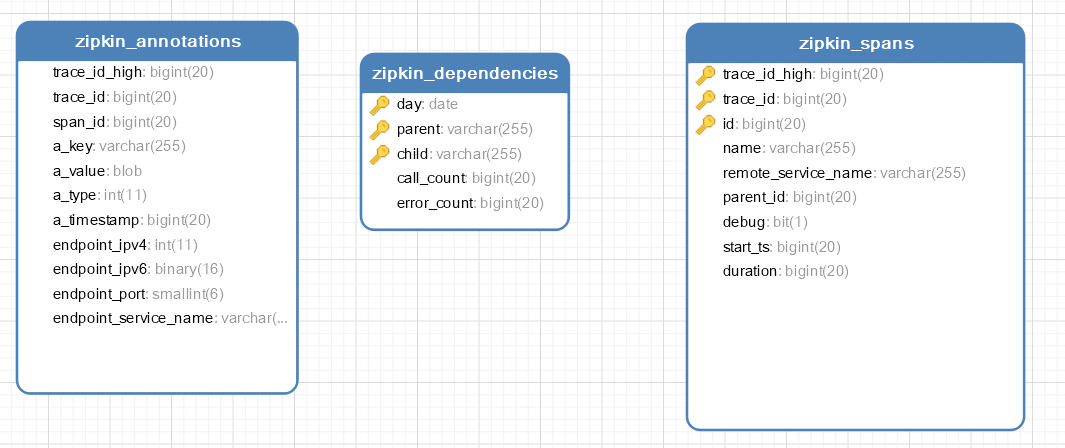 zipkin_annotations
trace_id_high: bigint(20)
trace_id: bigint(20)
span_id: bigint(20)
a_key: varchar(255)
a_value: blob
a_type: int(11)
a_timestamp: bigint(20)
endpoint_ipv4: int(11)
endpoint_ipv6: binary(16)
endpoint_port: smallint(6)
endpoint_service_name: varchar(...
zipkin_dependencies
day: date
parent: varchar(255)
child: varchar(255)
call_count: bigint(20)
error_count: bigint(20)
zipkin_spans
trace_id_high: bigint(20)
trace_id: bigint(20)
id: bigint(20)
name: varchar(255)
remote_service_name: varchar(255)
parent_id: bigint(20)
debug: bit(1)
start_ts: bigint(20)
duration: bigint(20)